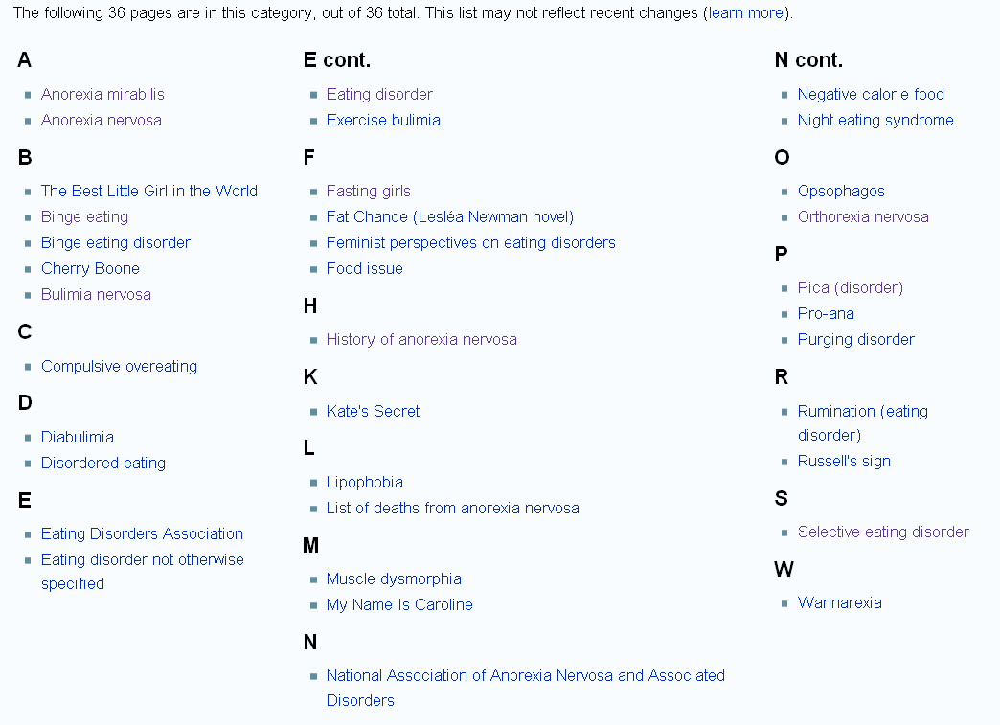 The following 36 pages are in this category, out of 36 total. This list may not reflect recent changes (learn more).
A
Anorexia mirabilis
Anorexia nervosa
B
The Best Little Girl in the World
Binge eating
Binge eating disorder
Cherry Boone
Bulimia nervosa
C
Compulsive overeating
D
Diabulimia
Disordered eating
E
Eating Disorders Association
Eating disorder not otherwise
specified
E cont.
Eating disorder
Exercise bulimia
F
Fasting girls
Fat Chance (Lesléa Newman novel)
Feminist perspectives on eating disorders
Food issue
H
History of anorexia nervosa
K
Kate's Secret
L
Lipophobia
List of deaths from anorexia nervosa
M
Muscle dysmorphia
My Name Is Caroline
N
National Association of Anorexia Nervosa and Associated
Disorders
N cont.
Negative calorie food
Night eating syndrome
O
Opsophagos
Orthorexia nervosa
P
Pica (disorder)
Pro-ana
Purging disorder
R
Rumination (eating
disorder)
Russell's sign
S
Selective eating disorder
W
Wannarexia